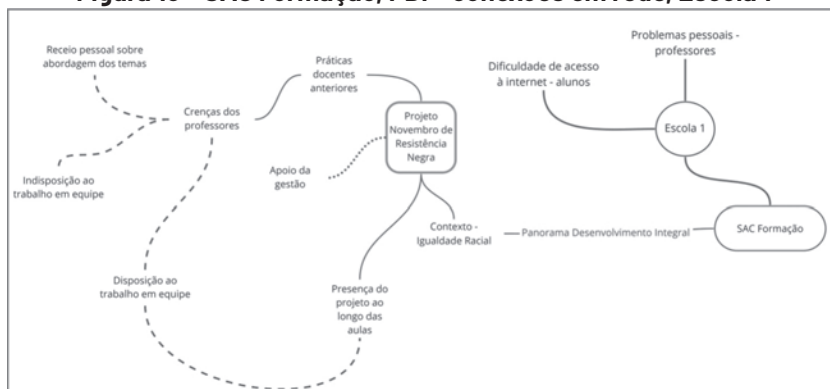 Figura – SAC Formação, – conexões em rede, Escola 1
Receio pessoal sobre
abordagem dos temas
Práticas
docentes
anteriores
Problemas pessoais -
professores
Dificuldade de acesso
à internet - alunos
Crenças dos
professores
Projeto
Novembro de
Resistência
Negra
Escola 1
Indisposição ao
trabalho em equipe
Apoio da
gestão
Contexto -
Igualdade Racial
Panorama Desenvolvimento Integral
SAC Formação
Disposição ao
trabalho em equipe
Presença do
projeto ao
longo das
aulas